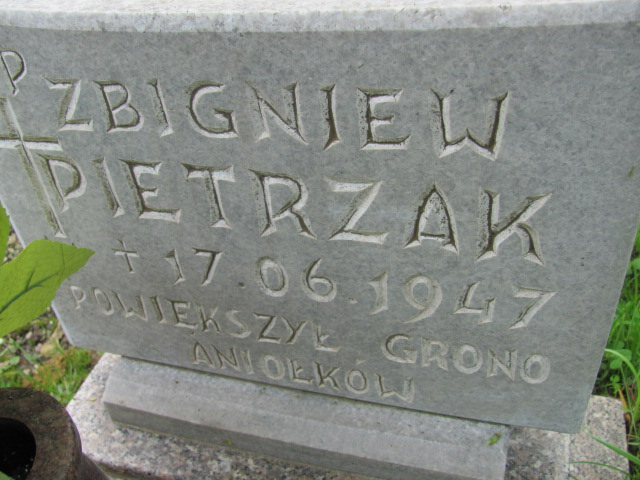 Ś P
ZBIGNIEW
PIETRZAK
† 17.06.1947
POWIĘKSZYŁ GRONO
ANIOŁKÓW